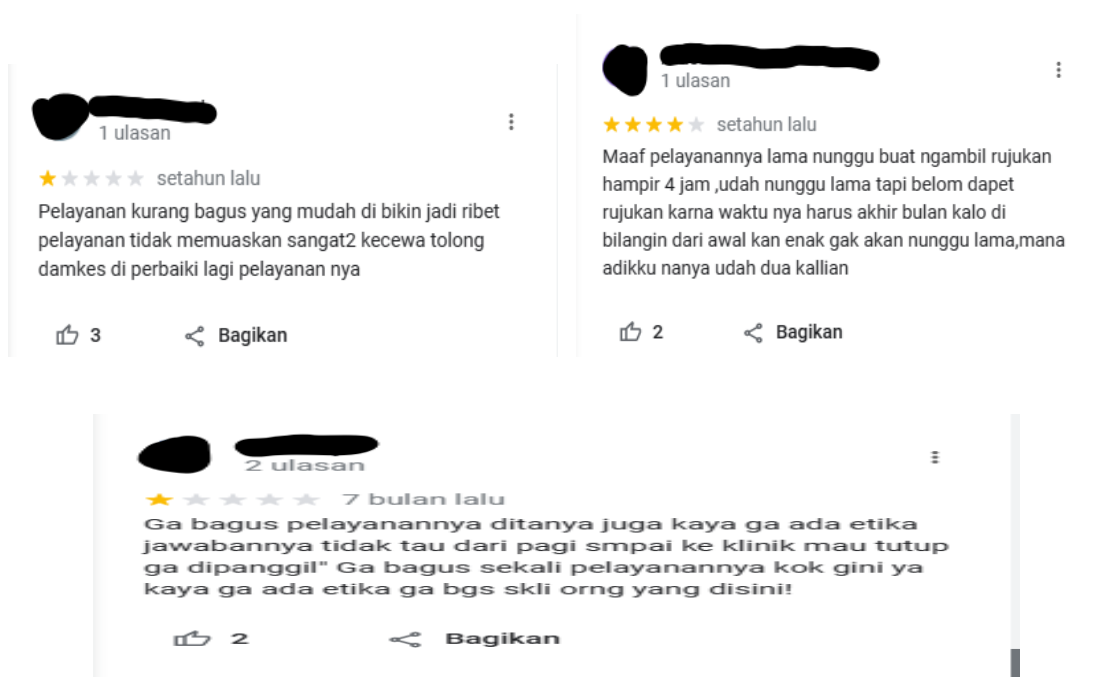 1 ulasan
setahun lalu
Pelayanan kurang bagus yang mudah di bikin jadi ribet
pelayanan tidak memuaskan sangat2 kecewa tolong
damkes di perbaiki lagi pelayanan nya
3 Bagikan
1 ulasan
setahun lalu
Maaf pelayanannya lama nunggu buat ngambil rujukan
hampir 4 jam ,udah nunggu lama tapi belom dapet
rujukan karna waktu nya harus akhir bulan kalo di
bilangin dari awal kan enak gak akan nunggu lama,mana
adikku nanya udah dua kallian
2 Bagikan
2 ulasan
7 bulan lalu
Ga bagus pelayanannya ditanya juga kaya ga ada etika
jawabannya tidak tau dari pagi smpai ke klinik mau tutup
ga dipanggil" Ga bagus sekali pelayanannya kok gini ya
kaya ga ada etika ga bgs skli orng yang disini!
2 Bagikan